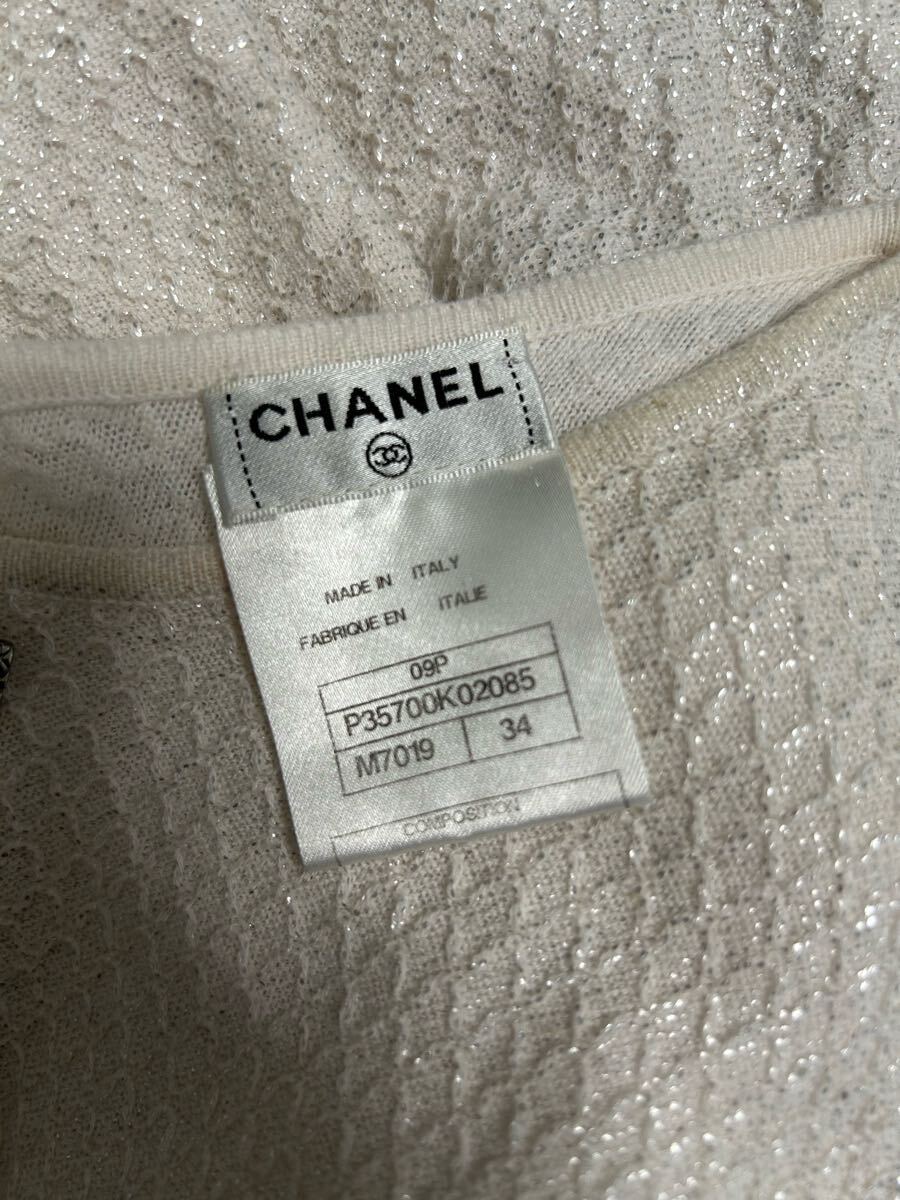 CHANEL
MADE IN ITALY
FABRIQUE EN ITALIE
09P
P35700K02085
M7019 34
COMPOSITION